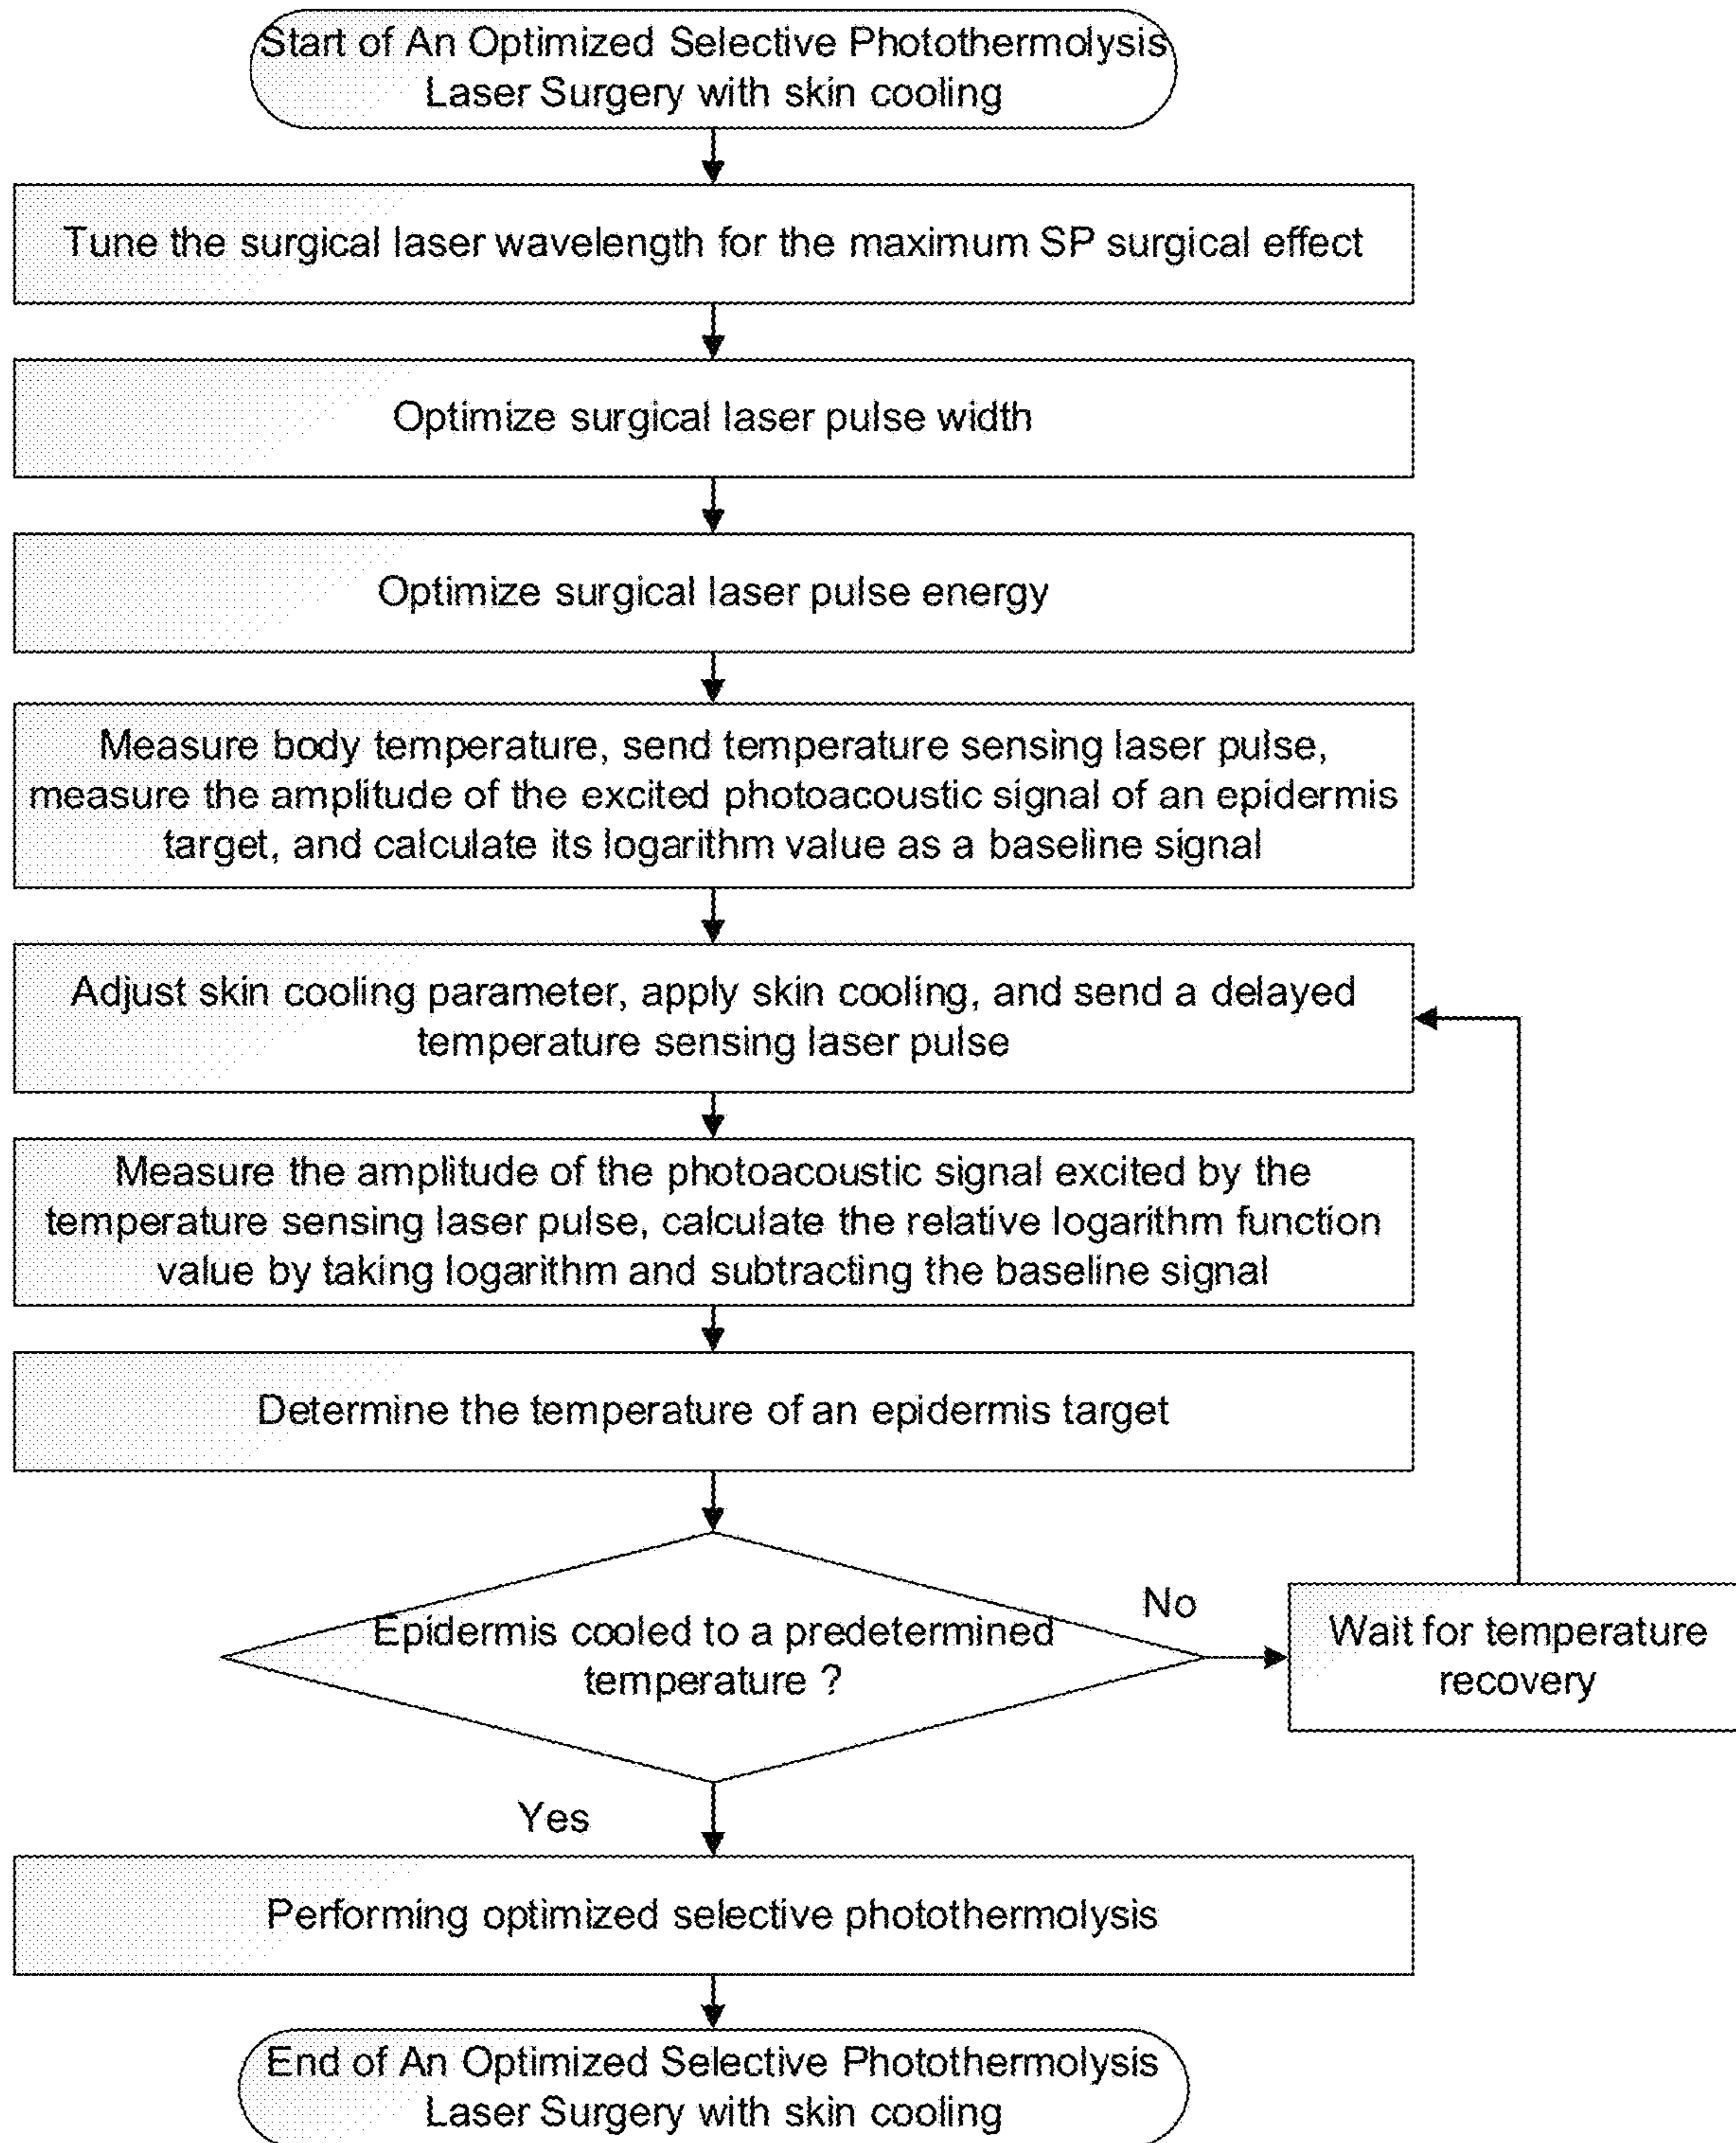 Start of An Optimized Selective Photothermolysis
Laser Surgery with skin cooling
Tune the surgical laser wavelength for the maximum SP surgical effect
Optimize surgical laser pulse width
Optimize surgical laser pulse energy
Measure body temperature, send temperature sensing laser pulse,
measure the amplitude of the excited photoacoustic signal of an epidermis
target, and calculate its logarithm value as a baseline signal
Adjust skin cooling parameter, apply skin cooling, and send a delayed
temperature sensing laser pulse
Measure the amplitude of the photoacoustic signal excited by the
temperature sensing laser pulse, calculate the relative logarithm function
value by taking logarithm and subtracting the baseline signal
Determine the temperature of an epidermis target
Epidermis cooled to a predetermined
temperature ?
No
Wait for temperature
recovery
Yes
Performing optimized selective photothermolysis
End of An Optimized Selective Photothermolysis
Laser Surgery with skin cooling